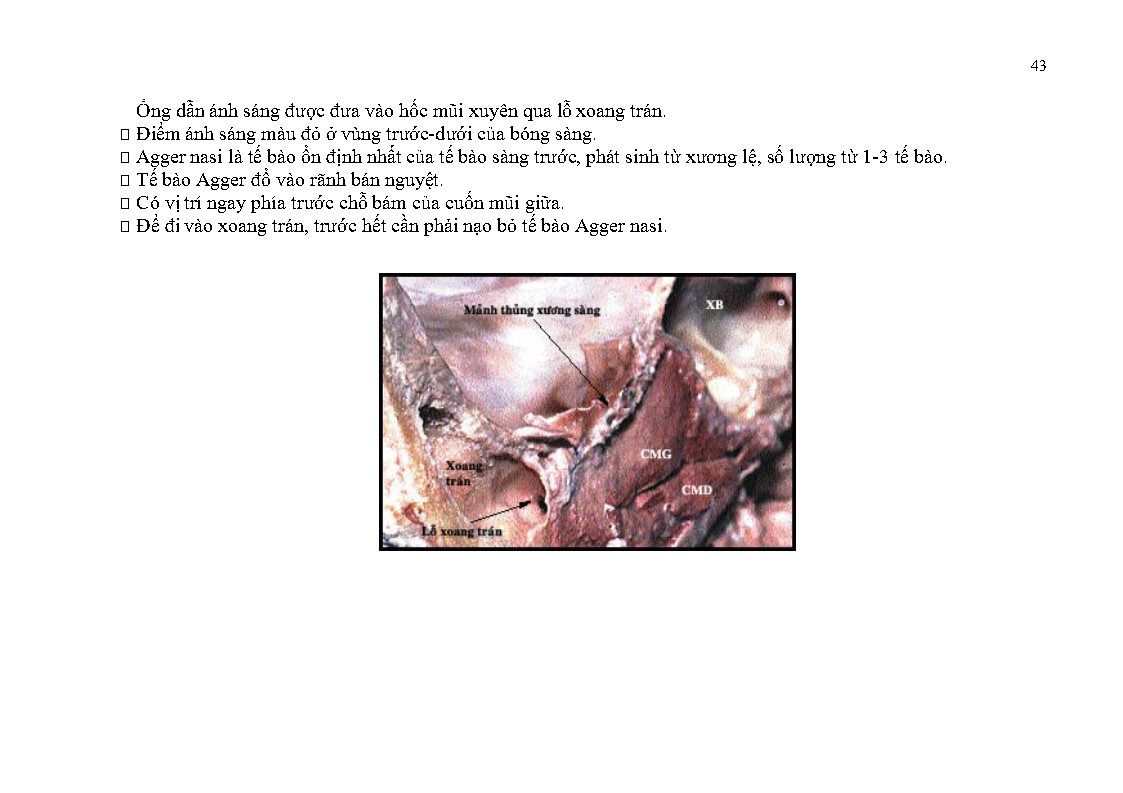 43
Ống dẫn ánh sáng được đưa vào hốc mũi xuyên qua lỗ xoang trán.
▯ Điểm ánh sáng màu đỏ ở vùng trước-dưới của bóng sàng.
▯ Agger nasi là tế bào ổn định nhất của tế bào sàng trước, phát sinh từ xương lệ, số lượng từ 1-3 tế bào.
▯ Tế bào Agger đổ vào rãnh bán nguyệt.
▯ Có vị trí ngay phía trước chỗ bám của cuốn mũi giữa.
▯ Để đi vào xoang trán, trước hết cần phải nạo bỏ tế bào Agger nasi.
Mảnh thủng xương sàng
XB
CMG
Xoang
trán
CMD
Lỗ xoang trán